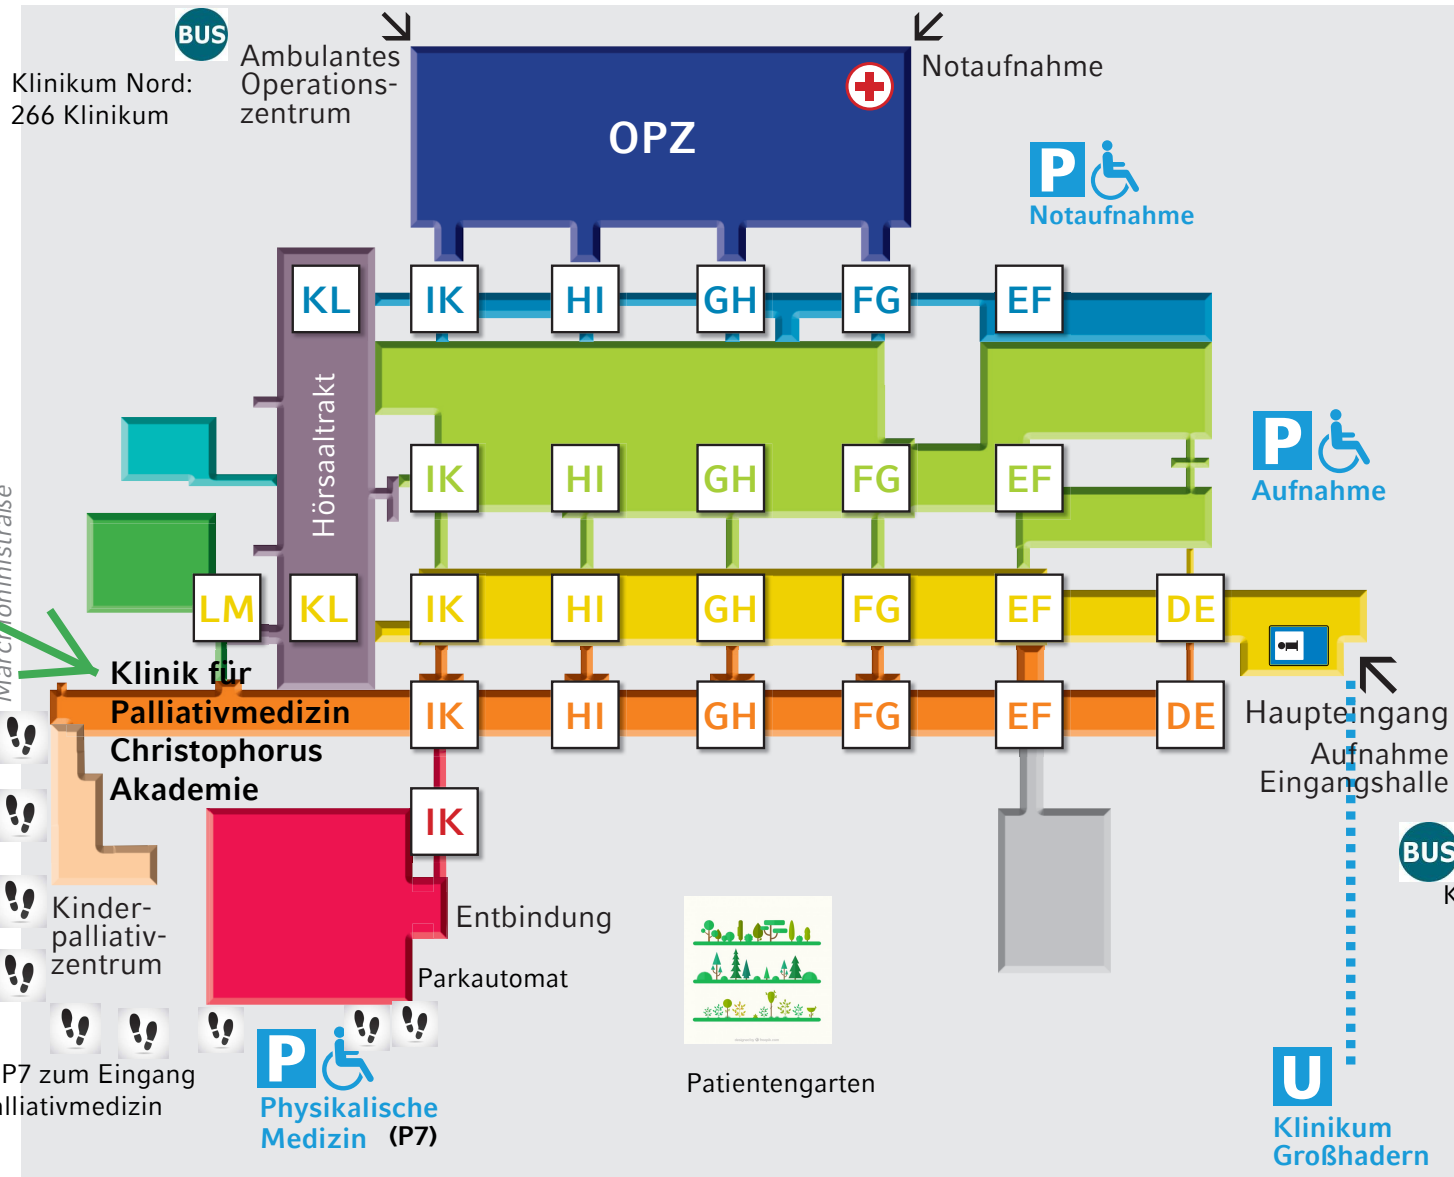 BUS
Klinikum Nord:
266 Klinikum
Ambulantes
Operations-
zentrum
Notaufnahme
OPZ
P
Notaufnahme
KL IK HI GH FG EF
Hörsaaltrakt
P
Aufnahme
IK HI GH FG EF
Marchioninistraße
LM KL IK HI GH FG EF DE
Klinik für
Palliativmedizin
Christophorus
Akademie
IK HI GH FG EF DE
Haupteingang
Aufnahme
Eingangshalle
IK
BUS
K
Kinder-
palliativ-
zentrum
Entbindung
Parkautomat
P7 zum Eingang
alliativmedizin
P
Physikalische
Medizin (P7)
Patientengarten
U
Klinikum
Großhadern